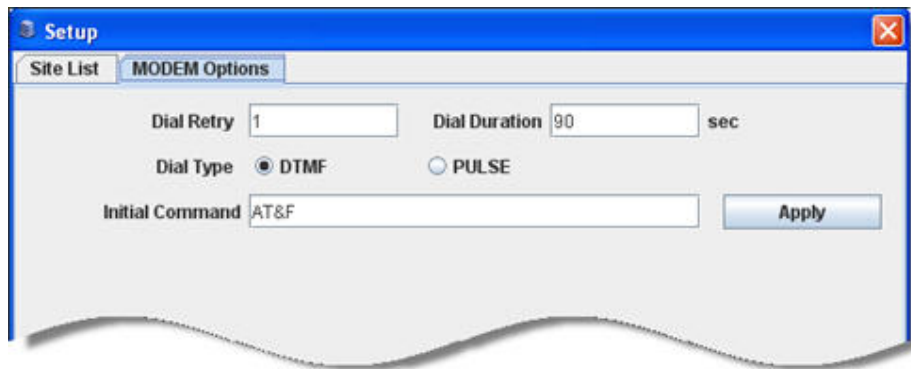 Setup
Site List MODEM Options
Dial Retry 1 Dial Duration 90 sec
Dial Type DTMF PULSE
Initial Command AT&F Apply